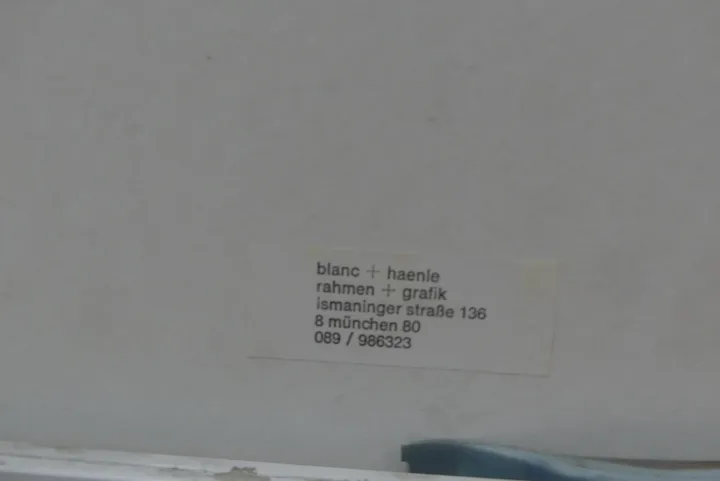 blanc + haenle
rahmen + grafik
ismaninger straße 136
8 münchen 80
089 / 986323